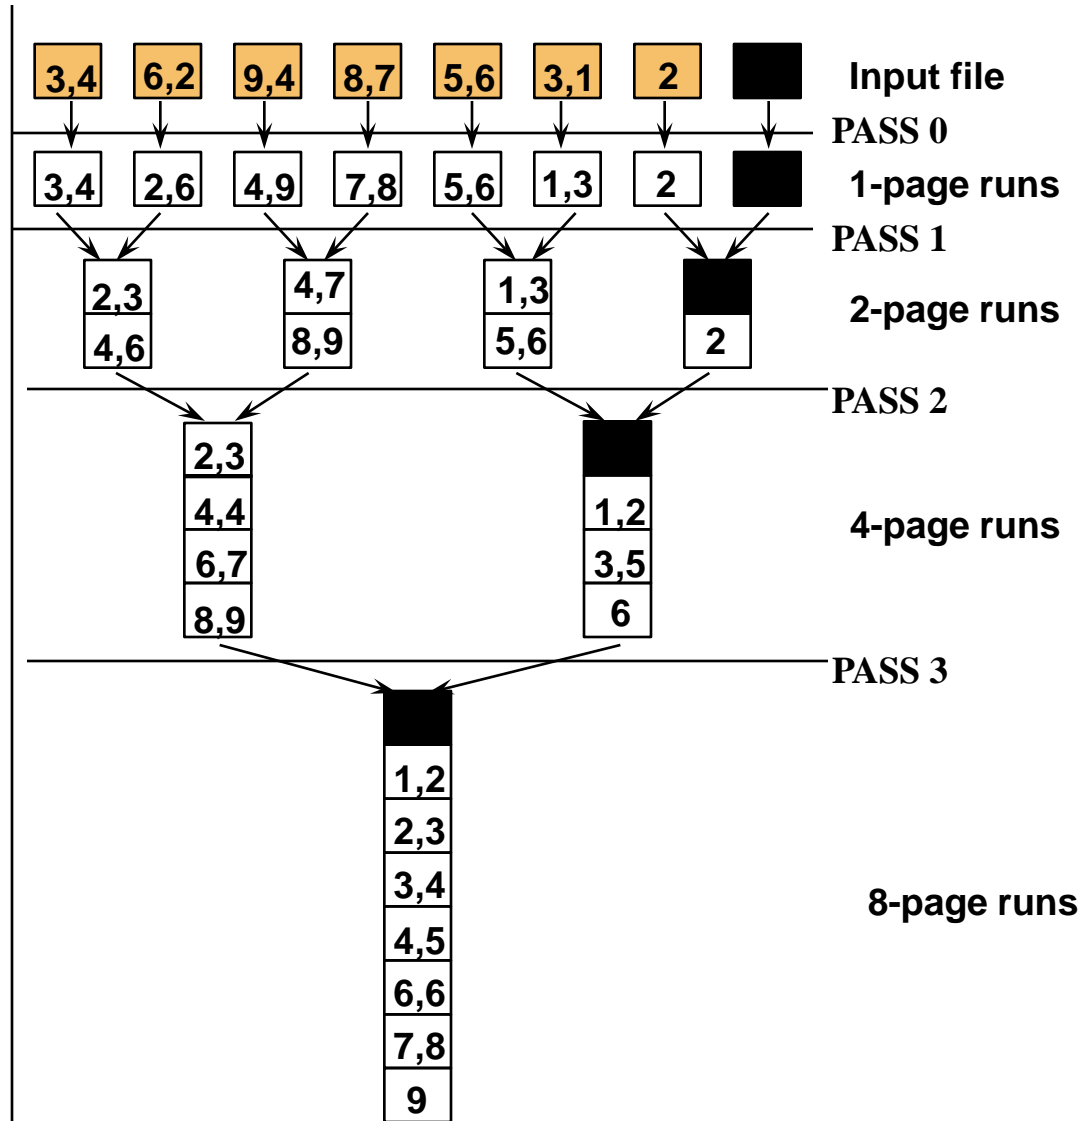 3,4 6,2 9,4 8,7 5,6 3,1 2 Input file
PASS 0
3,4 2,6 4,9 7,8 5,6 1,3 2 1-page runs
PASS 1
2,3 4,7 1,3
2-page runs
4,6 8,9 5,6 2
PASS 2
2,3
4,4 1,2
4-page runs
6,7 3,5
8,9 6
PASS 3
1,2
2,3
3,4
8-page runs
4,5
6,6
7,8
9